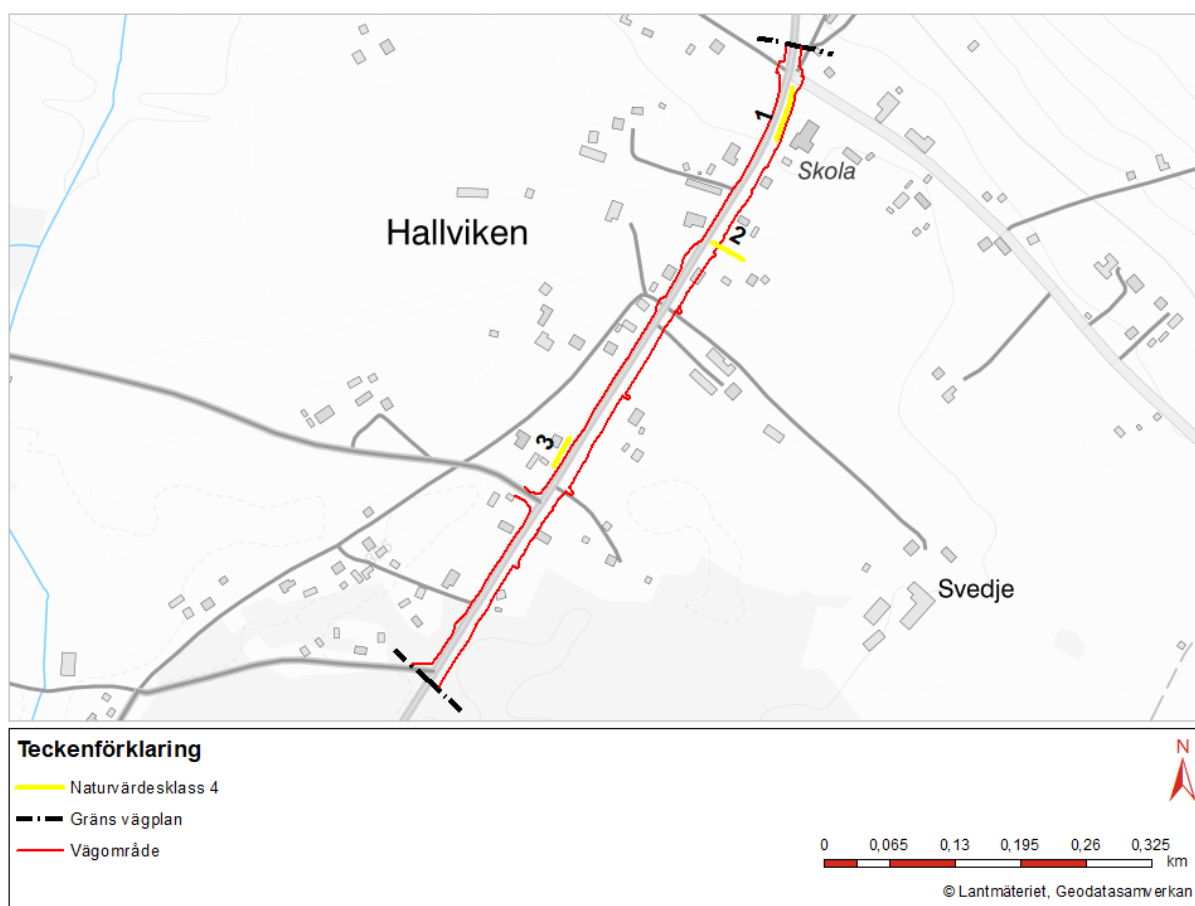 1
Skola
Hallviken
2
3
Svedje
Teckenförklaring
Naturvärdesklass 4
Gräns vägplan
Vägområde
N
0 0,065 0,13 0,195 0,26 0,325
km
© Lantmäteriet, Geodatasamverkan